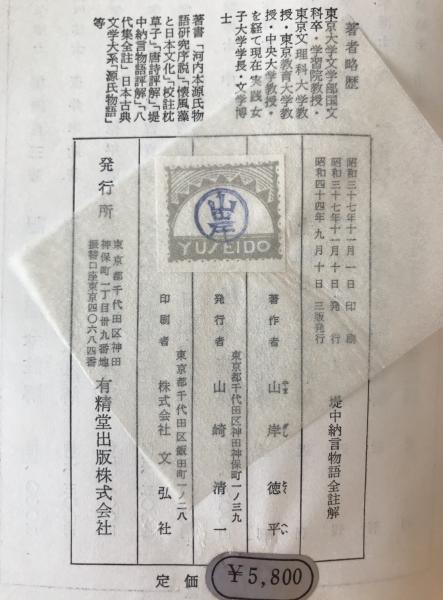 著者略歴
東京大学文学部国文
科卒・学習院教授・
東京文理科大学教
授・東京教育大学教
授・中央大学教授・
を経て現在実践女
子大学学長・文学博
士
著書「河内本源氏物
語研究序説」「懐風藻
と日本文化」「校註枕
草子」「唐詩評解」「堤
中納言物語評解」「八
代集全註」日本古典
文学大系「源氏物語」
等
昭和三十七年十一月一日 印刷
昭和三十七年十一月十日 発行
昭和四十四年九月十日 三版発行
堤中納言物語全註解
著作者 山岸徳平
やま ぎし とく へい
東京都千代田区神田神保町一ノ三九
発行者 山崎清一
東京都千代田区飯田町一ノ二八
印刷者 株式会社 文弘社
発行所
東京都千代田区神田
神保町一丁目卅九番地
振替口座東京四〇六八四番
有精堂出版株式会社
山岸
YUSEIDO
定価
¥5,800